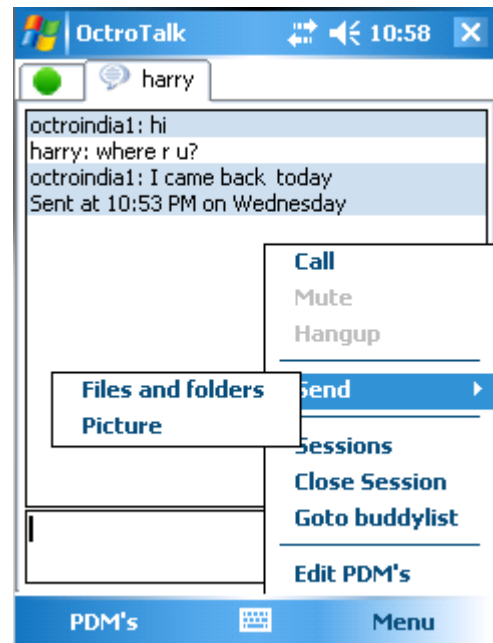 OctroTalk 10:58
harry
octroindia1: hi
harry: where r u?
octroindia1: I came back today
Sent at 10:53 PM on Wednesday
Call
Mute
Hangup
Send
Files and folders
Picture
Sessions
Close Session
Goto buddylist
Edit PDM's
PDM's Menu